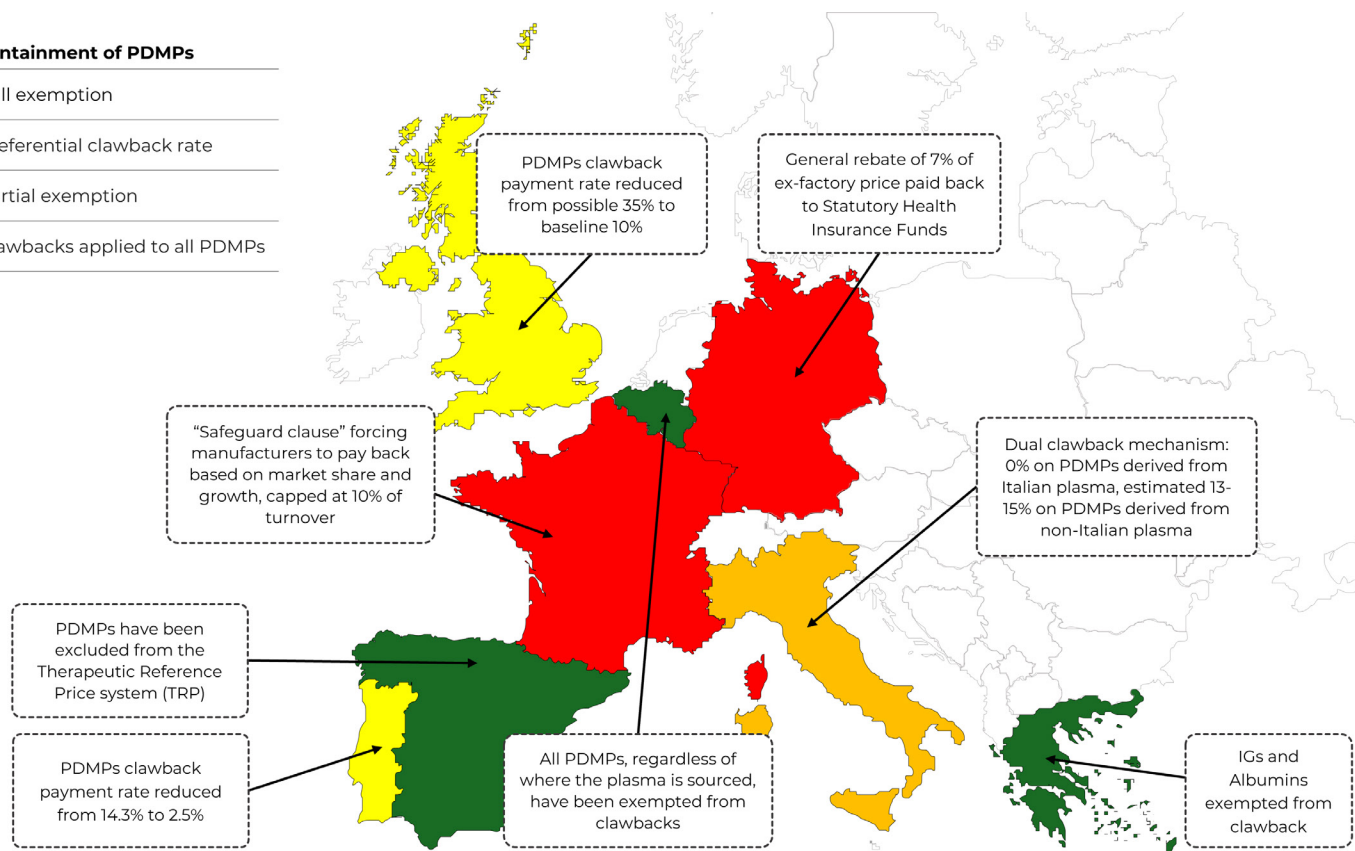 ntainment of PDMPs
ll exemption
eferential clawback rate
rtial exemption
awbacks applied to all PDMPs
PDMPs clawback
payment rate reduced
from possible 35% to
baseline 10%
General rebate of 7% of
ex-factory price paid back
to Statutory Health
Insurance Funds
“Safeguard clause” forcing
manufacturers to pay back
based on market share and
growth, capped at 10% of
turnover
Dual clawback mechanism:
0% on PDMPs derived from
Italian plasma, estimated 13-
15% on PDMPs derived from
non-Italian plasma
PDMPs have been
excluded from the
Therapeutic Reference
Price system (TRP)
PDMPs clawback
payment rate reduced
from 14.3% to 2.5%
All PDMPs, regardless of
where the plasma is sourced,
have been exempted from
clawbacks
IGs and
Albumins
exempted from
clawback